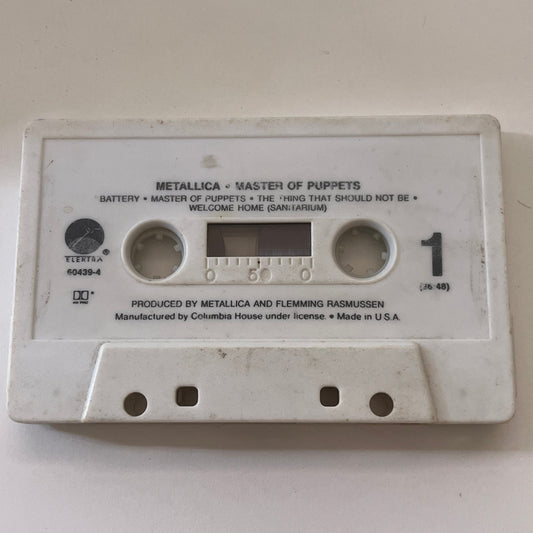 METALLICA • MASTER OF PUPPETS
BATTERY • MASTER OF PUPPETS • THE THING THAT SHOULD NOT BE •
WELCOME HOME (SANITARIUM)
ELEKTRA ®
60439-4
0 50 0
1
(26:48)
PRODUCED BY METALLICA AND FLEMMING RASMUSSEN
Manufactured by Columbia House under license. • Made in U.S.A.